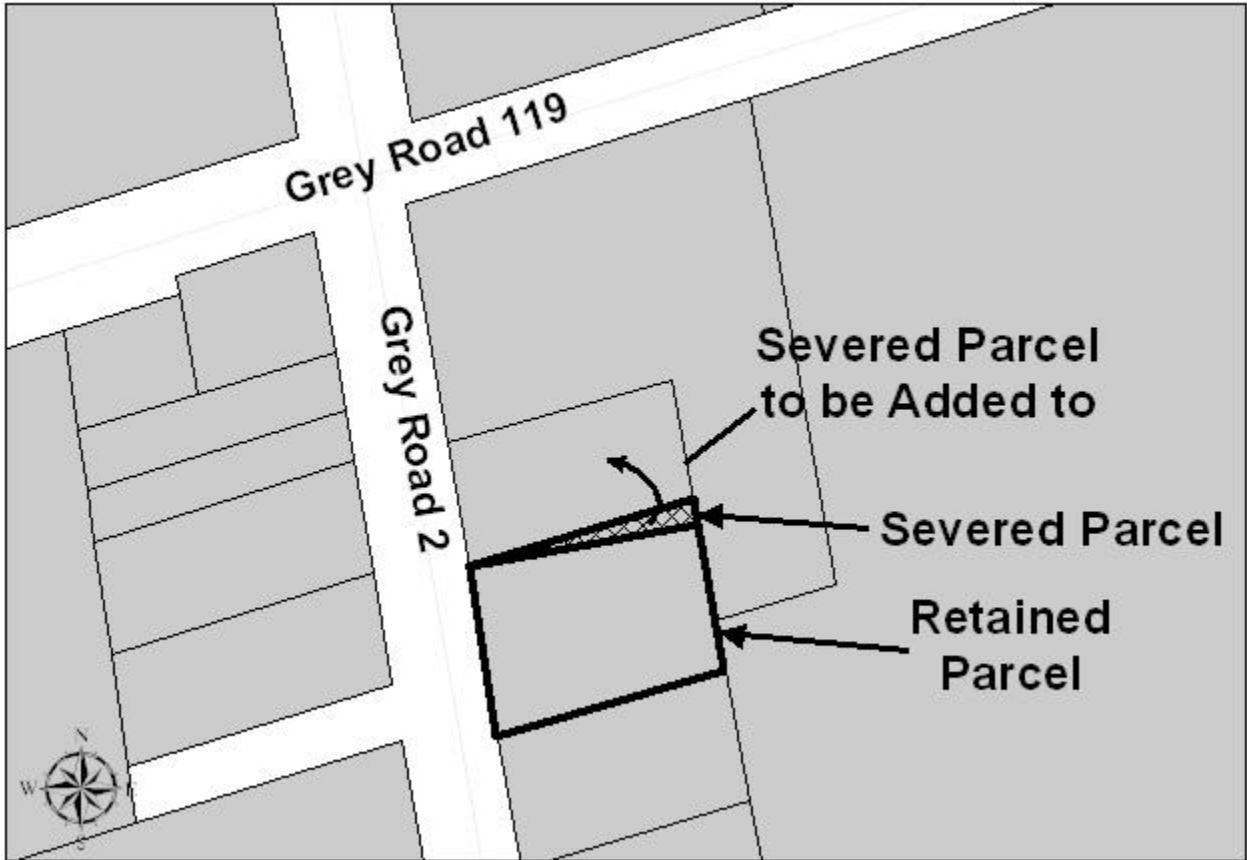 Grey Road 119
Grey Road 2
Severed Parcel
to be Added to
Severed Parcel
Retained
Parcel
N
W
S